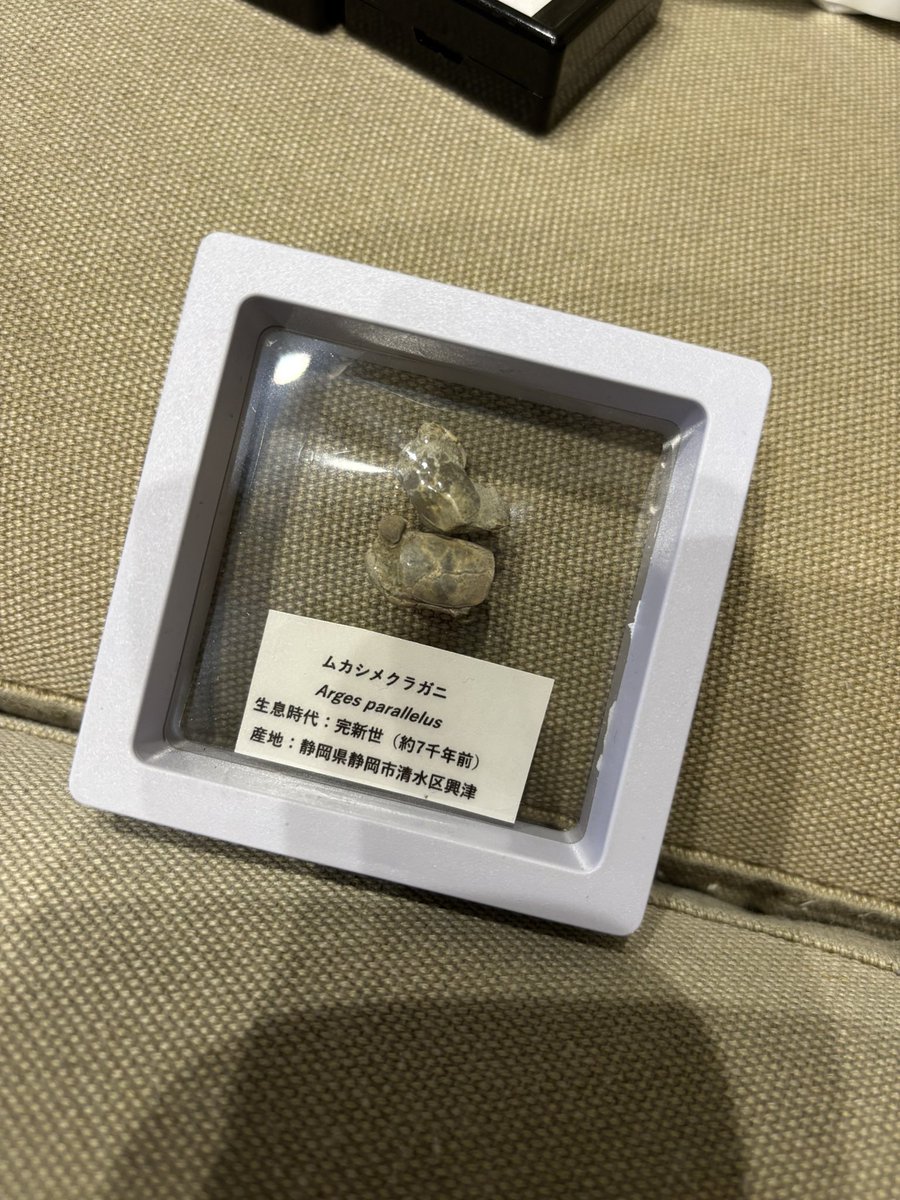 ムカシメクラガニ
Arges parallelus
生息時代：完新世（約7千年前）
産地：静岡県静岡市清水区興津